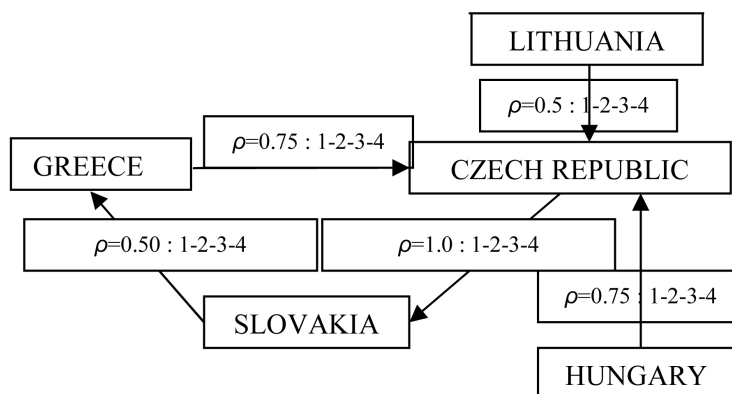 LITHUANIA
ρ=0.5 : 1-2-3-4
ρ=0.75 : 1-2-3-4
GREECE
CZECH REPUBLIC
ρ=0.50 : 1-2-3-4
ρ=1.0 : 1-2-3-4
ρ=0.75 : 1-2-3-4
SLOVAKIA
HUNGARY